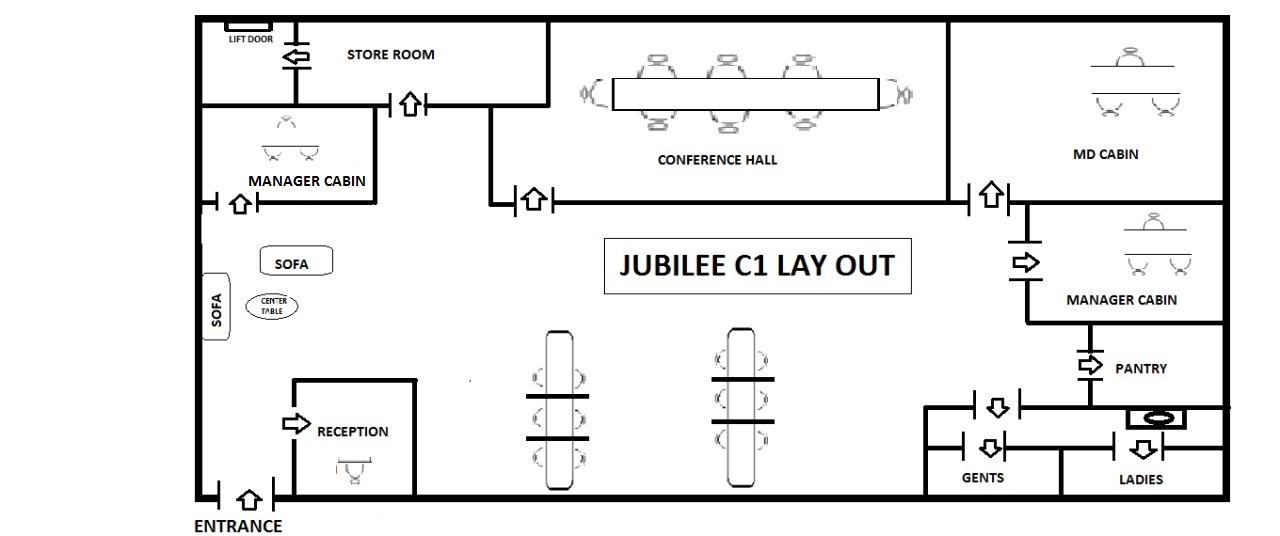 LIFT DOOR
STORE ROOM
CONFERENCE HALL
MD CABIN
MANAGER CABIN
JUBILEE C1 LAY OUT
SOFA
SOFA
CENTER
TABLE
MANAGER CABIN
PANTRY
RECEPTION
GENTS
LADIES
ENTRANCE